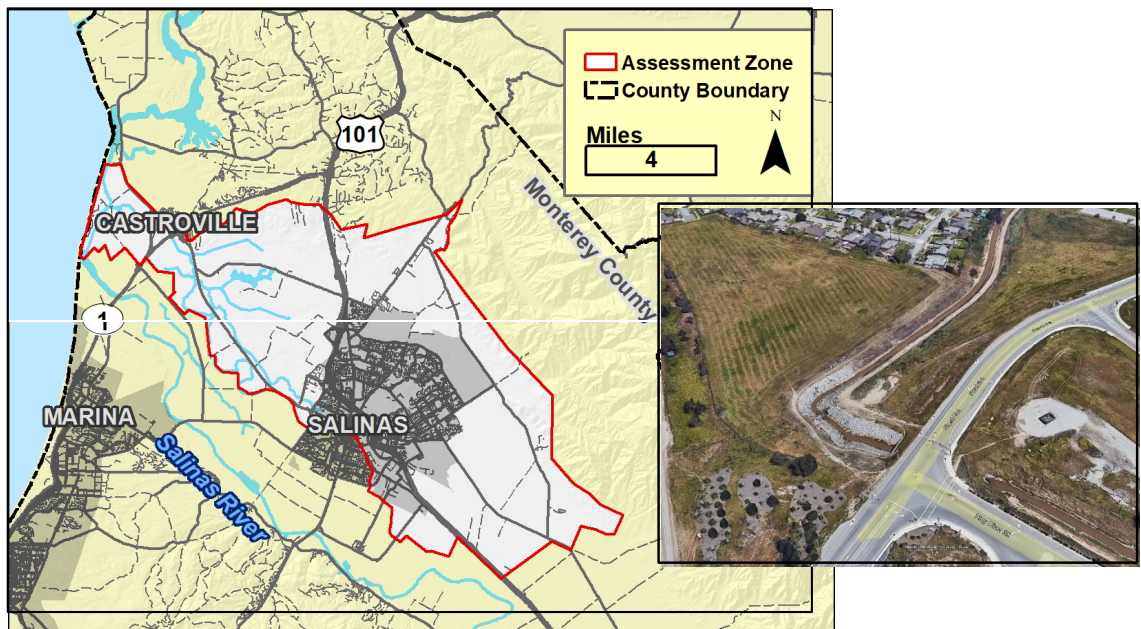 Assessment Zone
County Boundary
N
Miles
4
101
Monterey County
CASTROVILLE
1
MARINA
SALINAS
Salinas River